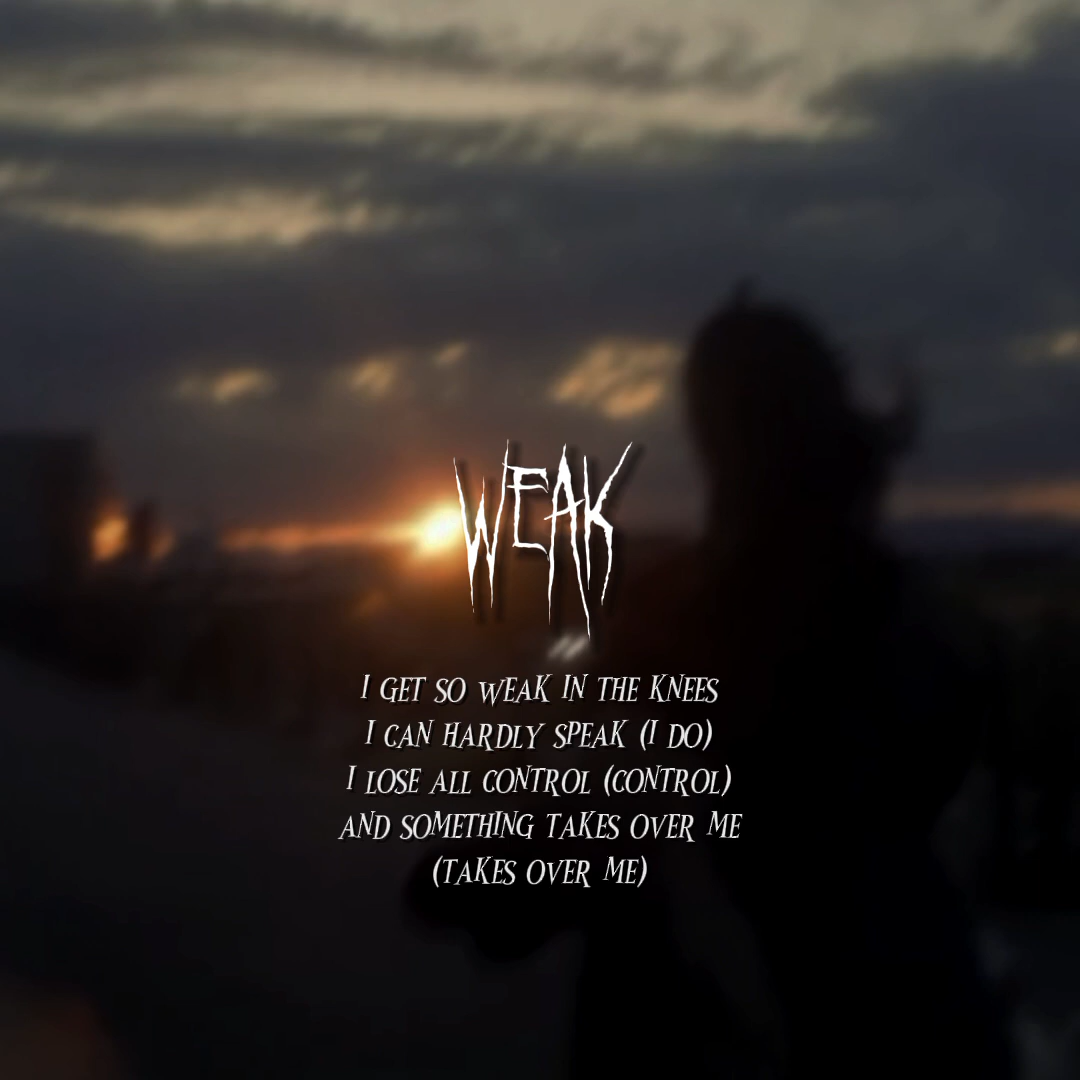 WEAK
I GET SO WEAK IN THE KNEES
I CAN HARDLY SPEAK (I DO)
I LOSE ALL CONTROL (CONTROL)
AND SOMETHING TAKES OVER ME
(TAKES OVER ME)